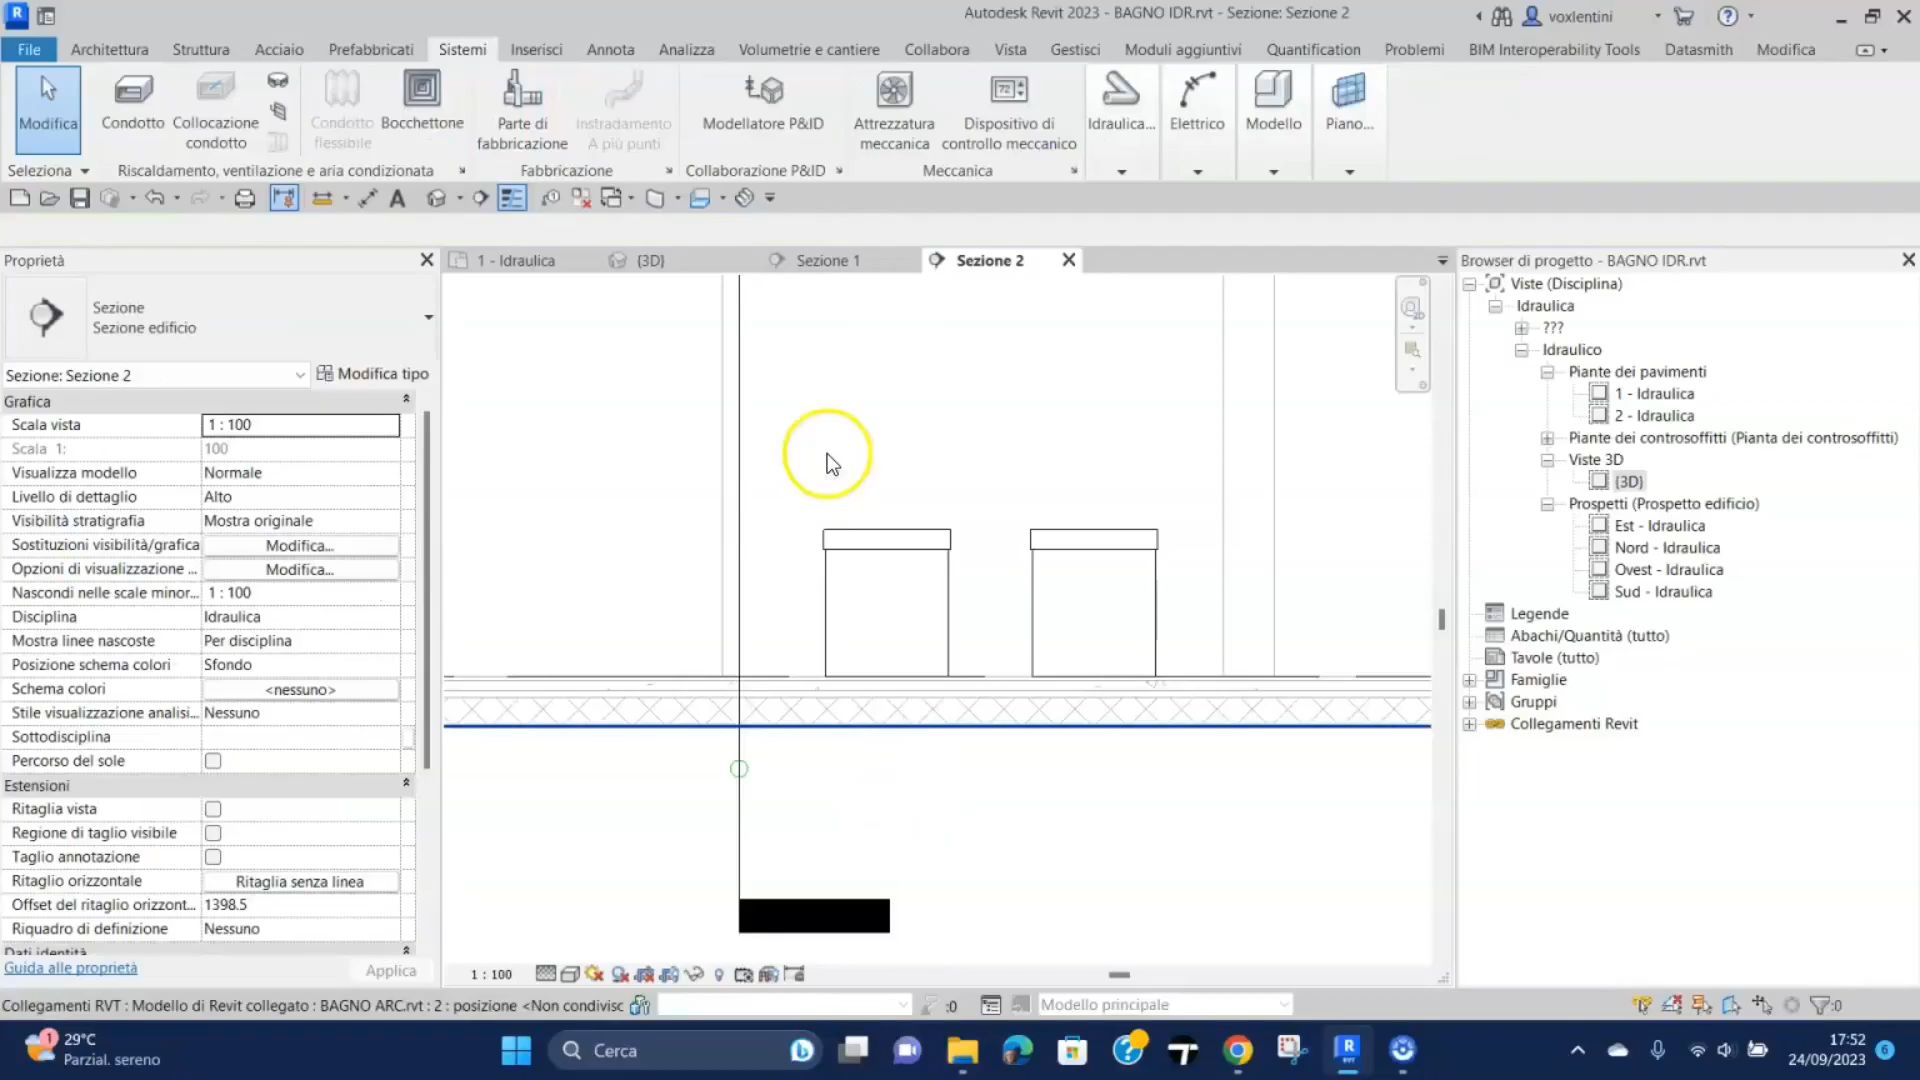 Autodesk Revit 2023 - BAGNO IDR.rvt - Sezione: Sezione 2
voxlentini
File Architettura Struttura Acciaio Prefabbricati Sistemi Inserisci Annota Analizza Volumetrie e cantiere Collabora Vista Gestisci Moduli aggiuntivi Quantification Problemi BIM Interoperability Tools Datasmith Modifica
Modifica
Condotto
Collocazione condotto
Condotto flessibile
Bocchettone
Parte di fabbricazione
Instradamento A più punti
Modellatore P&ID
Attrezzatura meccanica
Dispositivo di controllo meccanico
Idraulica...
Elettrico
Modello
Piano...
Seleziona
Riscaldamento, ventilazione e aria condizionata
Fabbricazione
Collaborazione P&ID
Meccanica
Proprietà
1 - Idraulica
{3D}
Sezione 1
Sezione 2
Sezione
Sezione edificio
Sezione: Sezione 2
Modifica tipo
Grafica
Scala vista 1 : 100
Scala 1: 100
Visualizza modello Normale
Livello di dettaglio Alto
Visibilità stratigrafia Mostra originale
Sostituzioni visibilità/grafica Modifica...
Opzioni di visualizzazione ... Modifica...
Nascondi nelle scale minor... 1 : 100
Disciplina Idraulica
Mostra linee nascoste Per disciplina
Posizione schema colori Sfondo
Schema colori <nessuno>
Stile visualizzazione analisi... Nessuno
Sottodisciplina
Percorso del sole
Estensioni
Ritaglia vista
Regione di taglio visibile
Taglio annotazione
Ritaglio orizzontale Ritaglia senza linea
Offset del ritaglio orizzont... 1398.5
Riquadro di definizione Nessuno
Dati identità
Guida alle proprietà
Applica
1 : 100
Browser di progetto - BAGNO IDR.rvt
Viste (Disciplina)
Idraulica
???
Idraulico
Piante dei pavimenti
1 - Idraulica
2 - Idraulica
Piante dei controsoffitti (Pianta dei controsoffitti)
Viste 3D
{3D}
Prospetti (Prospetto edificio)
Est - Idraulica
Nord - Idraulica
Ovest - Idraulica
Sud - Idraulica
Legende
Abachi/Quantità (tutto)
Tavole (tutto)
Famiglie
Gruppi
Collegamenti Revit
Collegamenti RVT : Modello di Revit collegato : BAGNO ARC.rvt : 2 : posizione <Non condivisc
:0
Modello principale
:0
1
29°C
Parzial. sereno
Cerca
17:52
24/09/2023
6